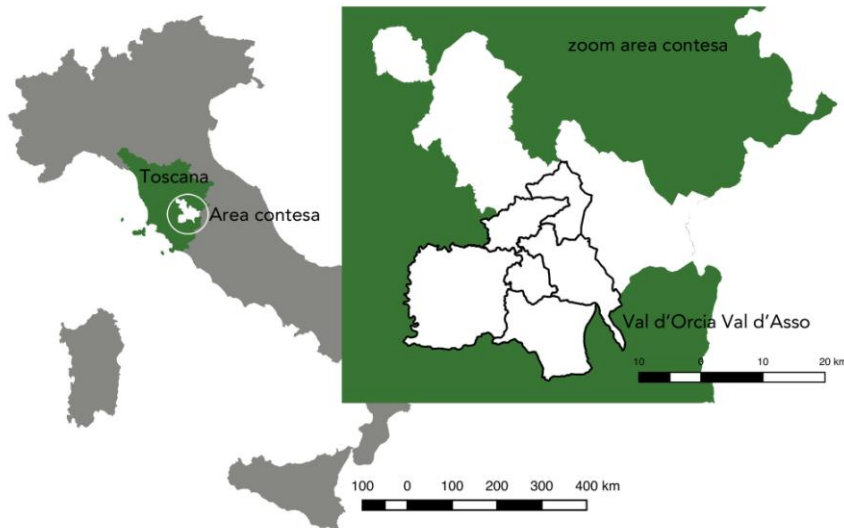 zoom area contesa
Toscana
Area contesa
Val d'Orcia Val d'Asso
10 0 10 20 km
100 0 100 200 300 400 km